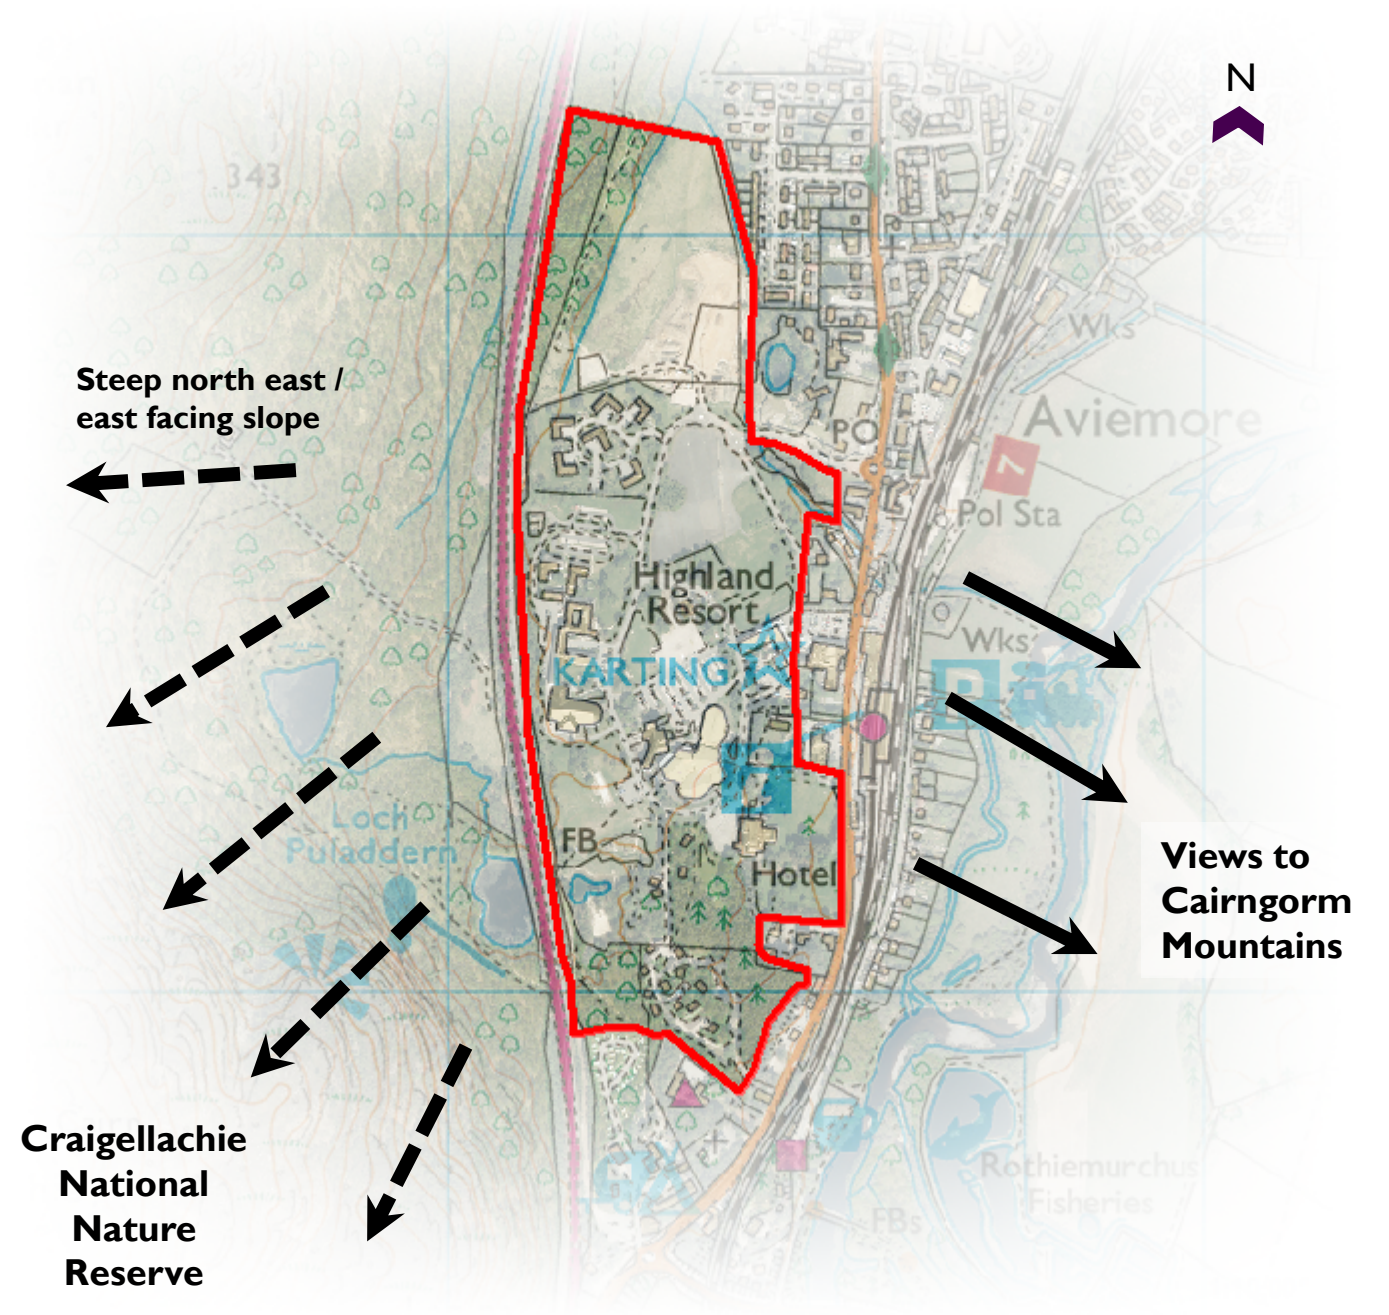 N
343
Wks
Steep north east /
east facing slope
Aviemore
PO
7
Pol Sta
Highland
Resort
Wks
KARTING
P
Loch
Puladdern
FB
Hotel
Views to
Cairngorm
Mountains
Craigellachie
National
Nature
Reserve
Rothiemurchus
Fisheries
FBs